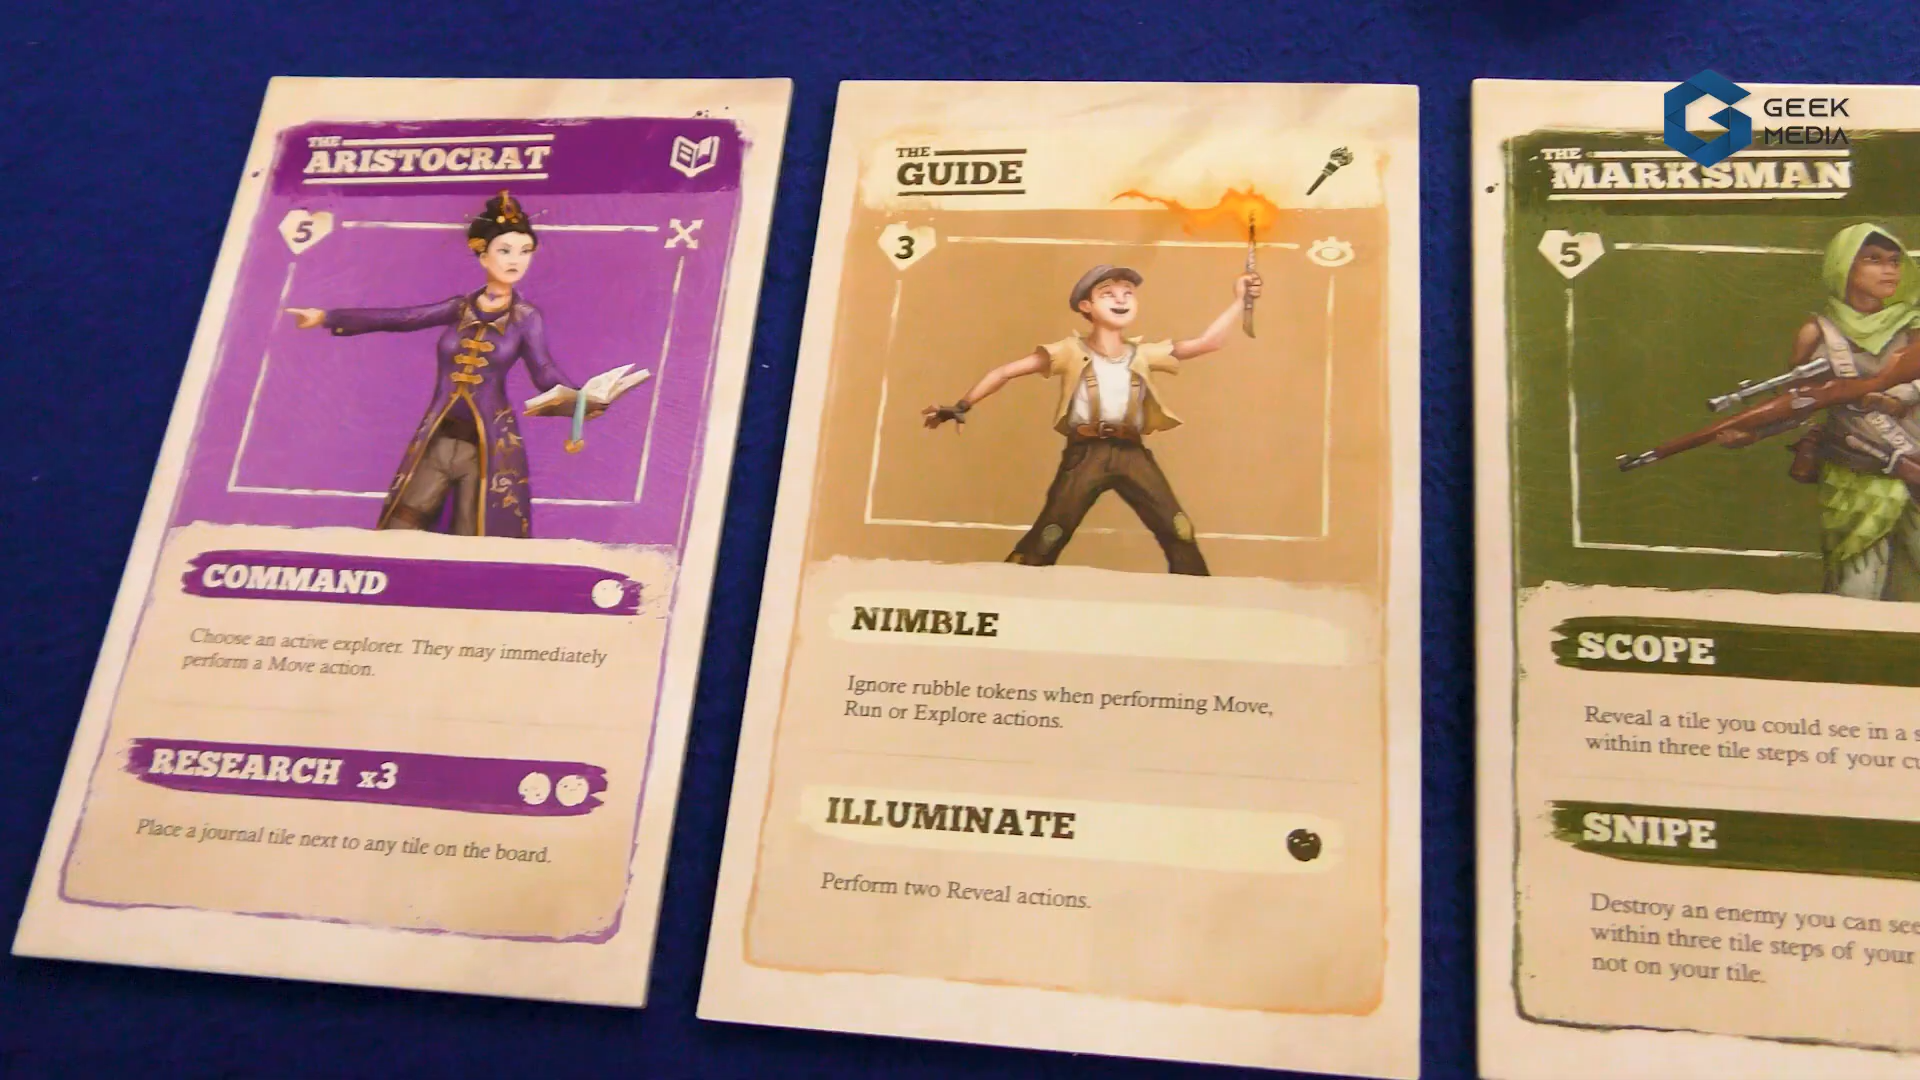 GEEK
MEDIA
THE
ARISTOCRAT
5
COMMAND
Choose an active explorer. They may immediately
perform a Move action.
RESEARCH x3
Place a journal tile next to any tile on the board.
THE
GUIDE
3
NIMBLE
Ignore rubble tokens when performing Move,
Run or Explore actions.
ILLUMINATE
Perform two Reveal actions.
THE
MARKSMAN
5
SCOPE
Reveal a tile you could see in a
within three tile steps of your
SNIPE
Destroy an enemy you can see
within three tile steps of your
not on your tile.